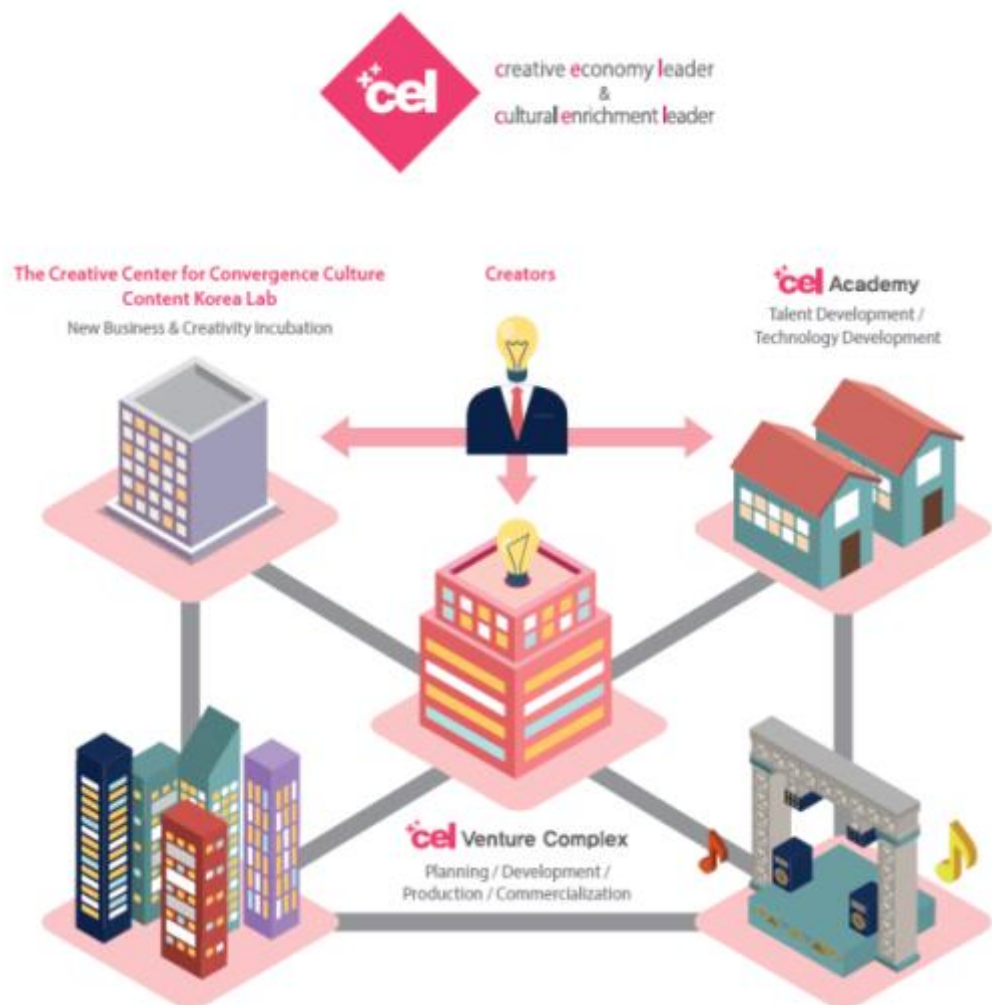 cel
creative economy leader
&
cultural enrichment leader
The Creative Center for Convergence Culture
Content Korea Lab
New Business & Creativity Incubation
Creators
cel Academy
Talent Development /
Technology Development
cel Venture Complex
Planning / Development /
Production / Commercialization